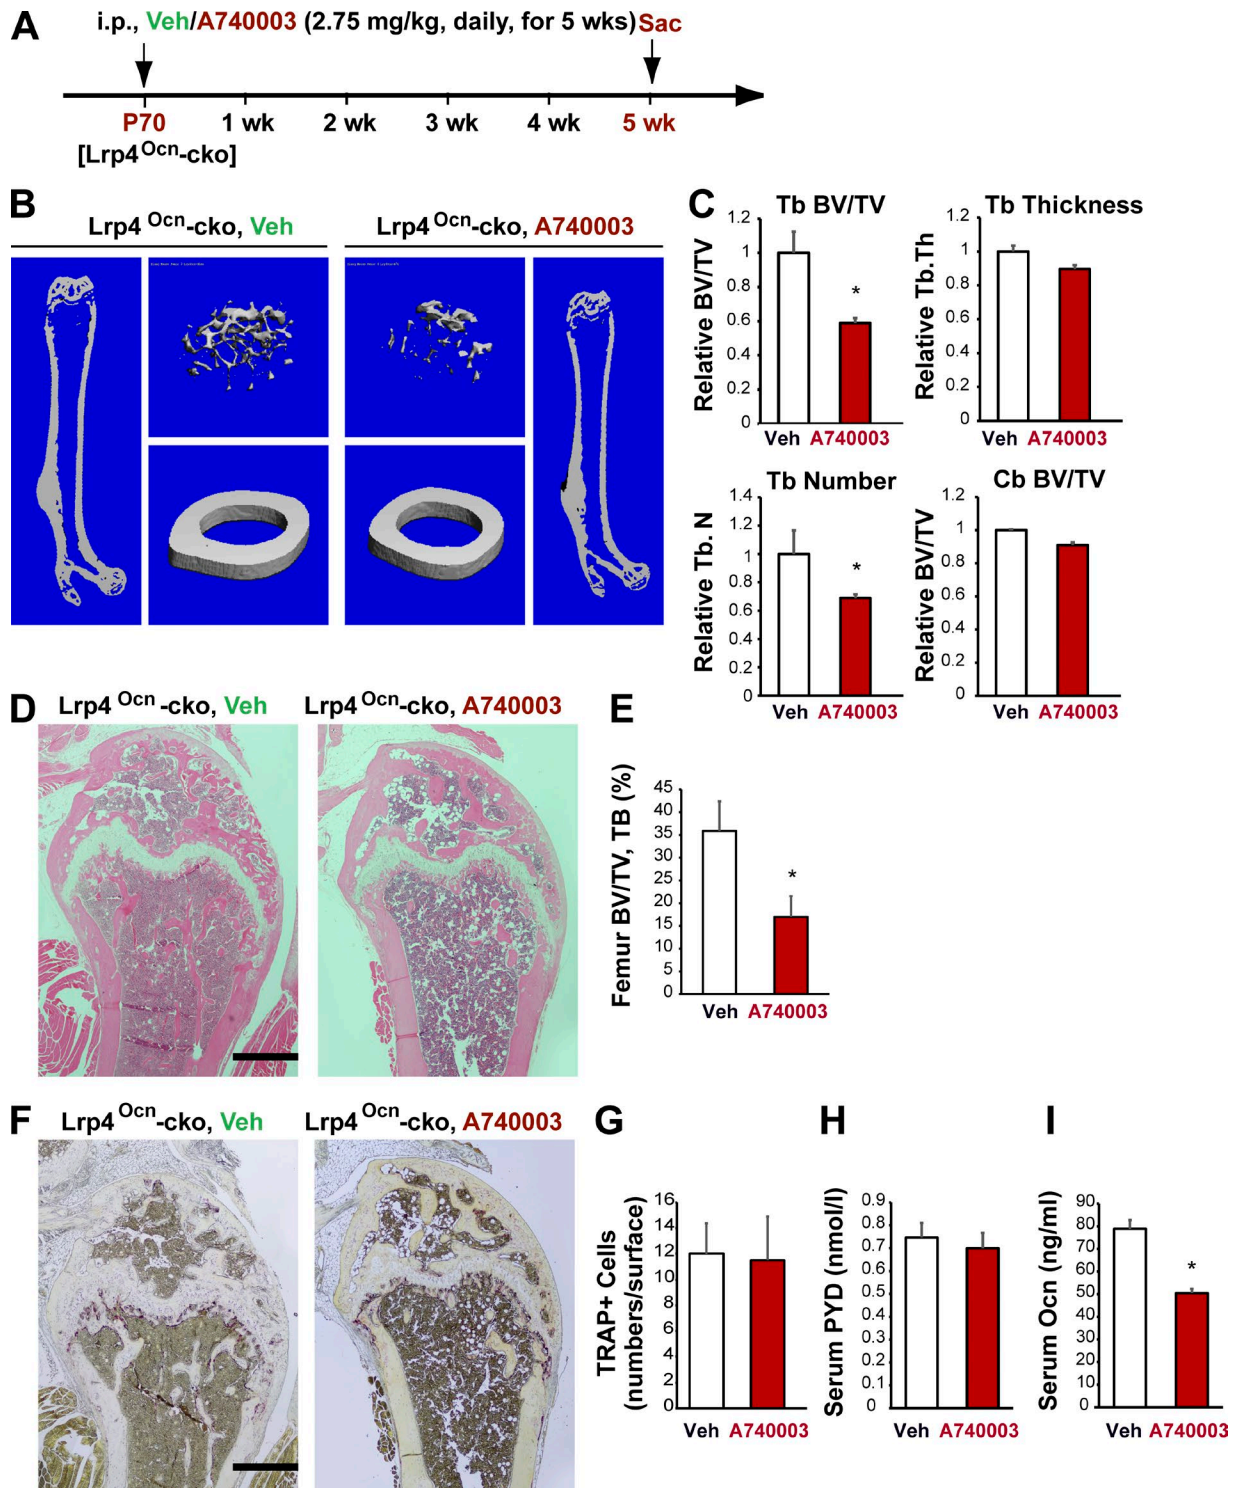 A
i.p., Veh/A740003 (2.75 mg/kg, daily, for 5 wks) Sac
P70 1 wk 2 wk 3 wk 4 wk 5 wk
[Lrp4Ocn-cko]
B
Lrp4 Ocn-cko, Veh
Lrp4 Ocn-cko, A740003
C
Tb BV/TV
Relative BV/TV
1.2
1
0.8
0.6
0.4
0.2
0
*
Veh A740003
Tb Thickness
Relative Tb.Th
1.2
1
0.8
0.6
0.4
0.2
0
Veh A740003
Tb Number
Relative Tb. N
1.4
1.2
1
0.8
0.6
0.4
0.2
0
*
Veh A740003
Cb BV/TV
Relative BV/TV
1.2
1
0.8
0.6
0.4
0.2
0
Veh A740003
D
Lrp4 Ocn-cko, Veh
Lrp4 Ocn-cko, A740003
E
Femur BV/TV, TB (%)
45
40
35
30
25
20
15
10
5
0
*
Veh A740003
F
Lrp4 Ocn-cko, Veh
Lrp4 Ocn-cko, A740003
G
TRAP+ Cells
(numbers/surface)
16
14
12
10
8
6
4
2
0
Veh A740003
H
Serum PYD (nmol/l)
0.9
0.8
0.7
0.6
0.5
0.4
0.3
0.2
0.1
0
Veh A740003
I
Serum Ocn (ng/ml)
90
80
70
60
50
40
30
20
10
0
*
Veh A740003